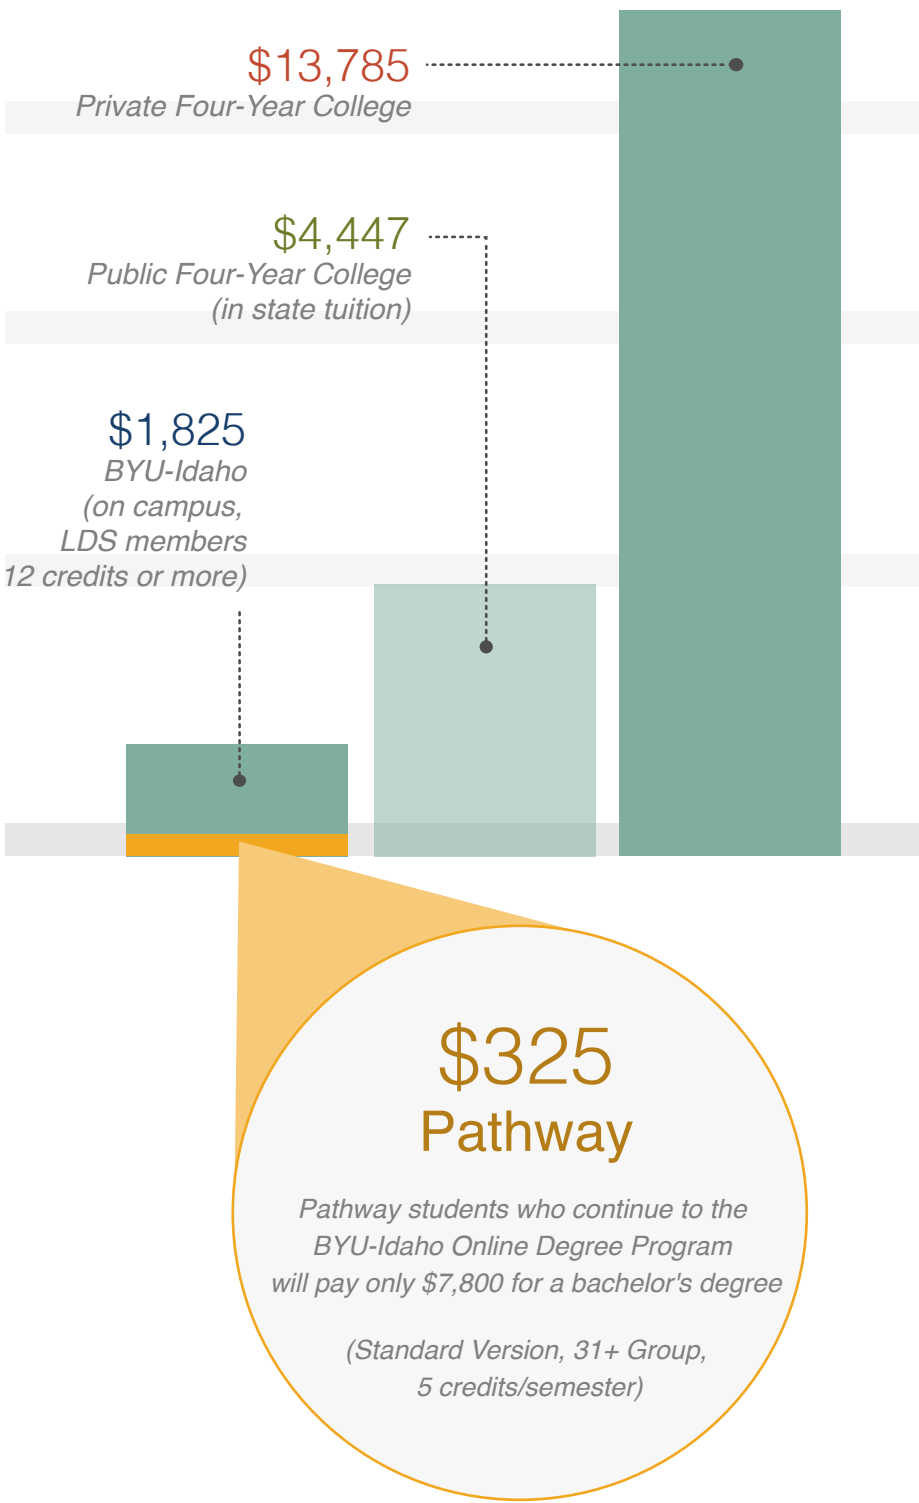 $13,785
Private Four-Year College
$4,447
Public Four-Year College
(in state tuition)
$1,825
BYU-Idaho
(on campus,
LDS members
12 credits or more)
$325
Pathway
Pathway students who continue to the
BYU-Idaho Online Degree Program
will pay only $7,800 for a bachelor's degree
(Standard Version, 31+ Group,
5 credits/semester)